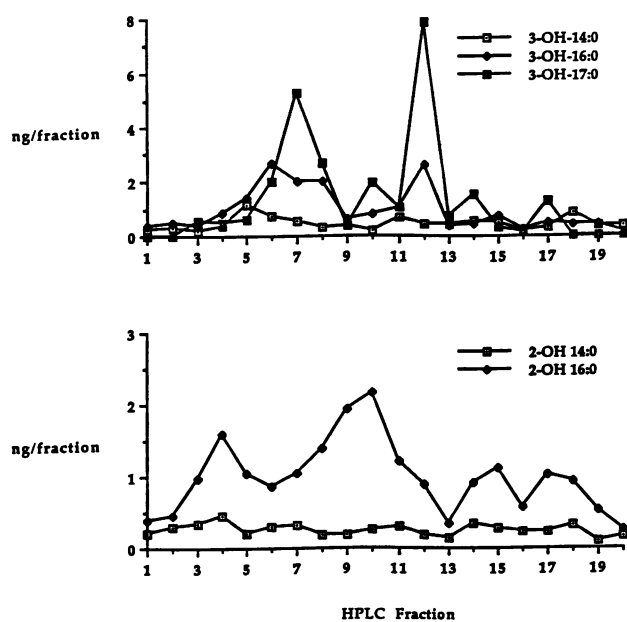 8
6
4
2
0
ng/fraction
3-OH-14:0
3-OH-16:0
3-OH-17:0
1 3 5 7 9 11 13 15 17 19
3
2
1
0
ng/fraction
2-OH 14:0
2-OH 16:0
1 3 5 7 9 11 13 15 17 19
HPLC Fraction